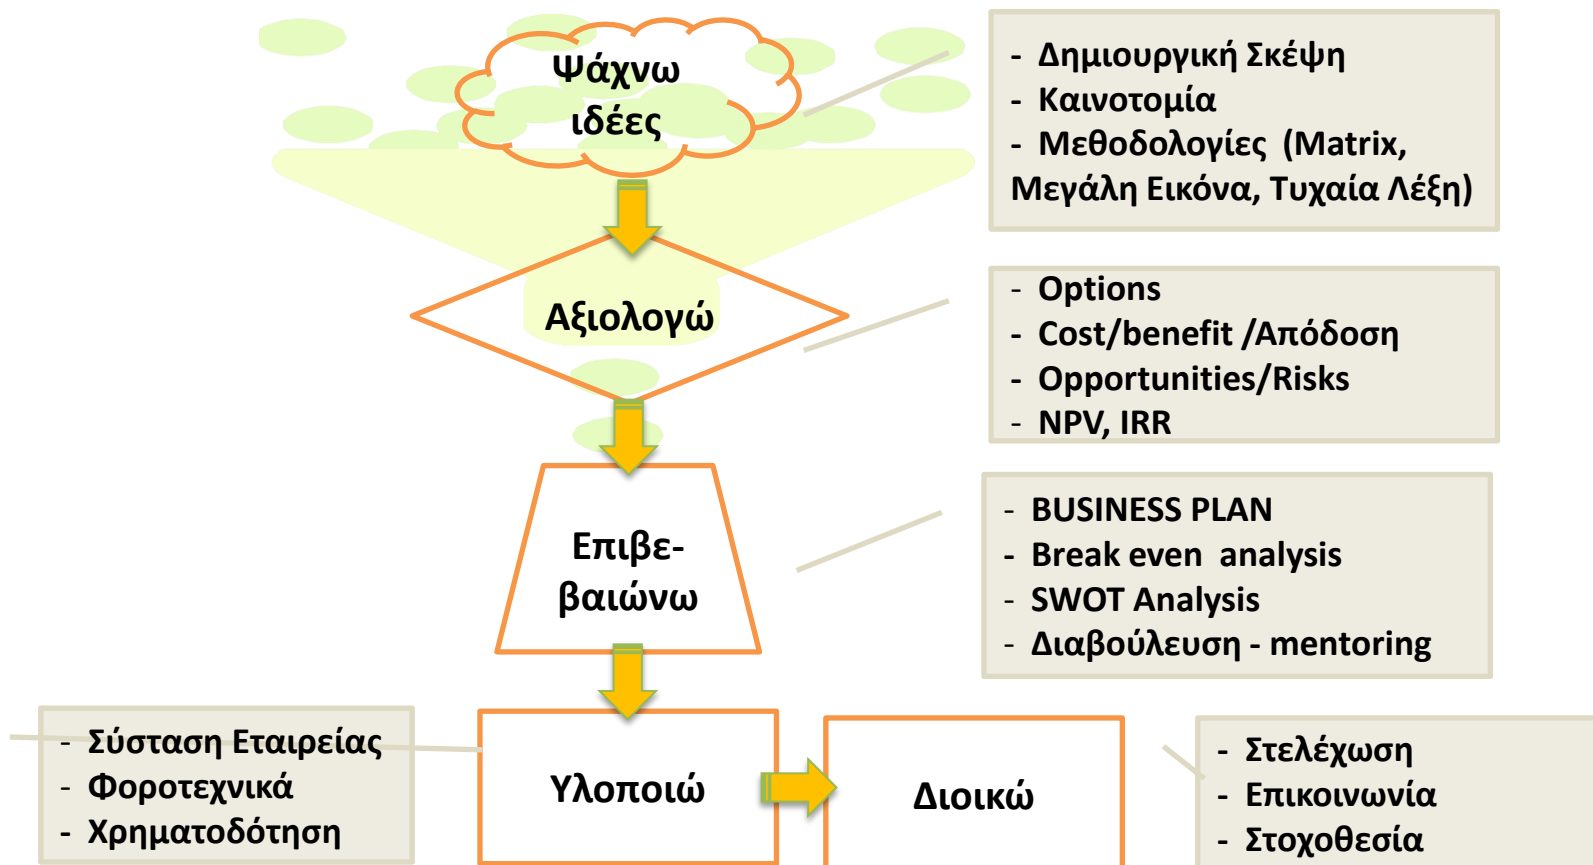 Ψάχνω
ιδέες
- Δημιουργική Σκέψη
- Καινοτομία
- Μεθοδολογίες (Matrix,
Μεγάλη Εικόνα, Τυχαία Λέξη)
Αξιολογώ
- Options
- Cost/benefit /Απόδοση
- Opportunities/Risks
- NPV, IRR
Επιβε-
βαιώνω
- BUSINESS PLAN
- Break even analysis
- SWOT Analysis
- Διαβούλευση - mentoring
- Σύσταση Εταιρείας
- Φοροτεχνικά
- Χρηματοδότηση
Υλοποιώ
Διοικώ
- Στελέχωση
- Επικοινωνία
- Στοχοθεσία